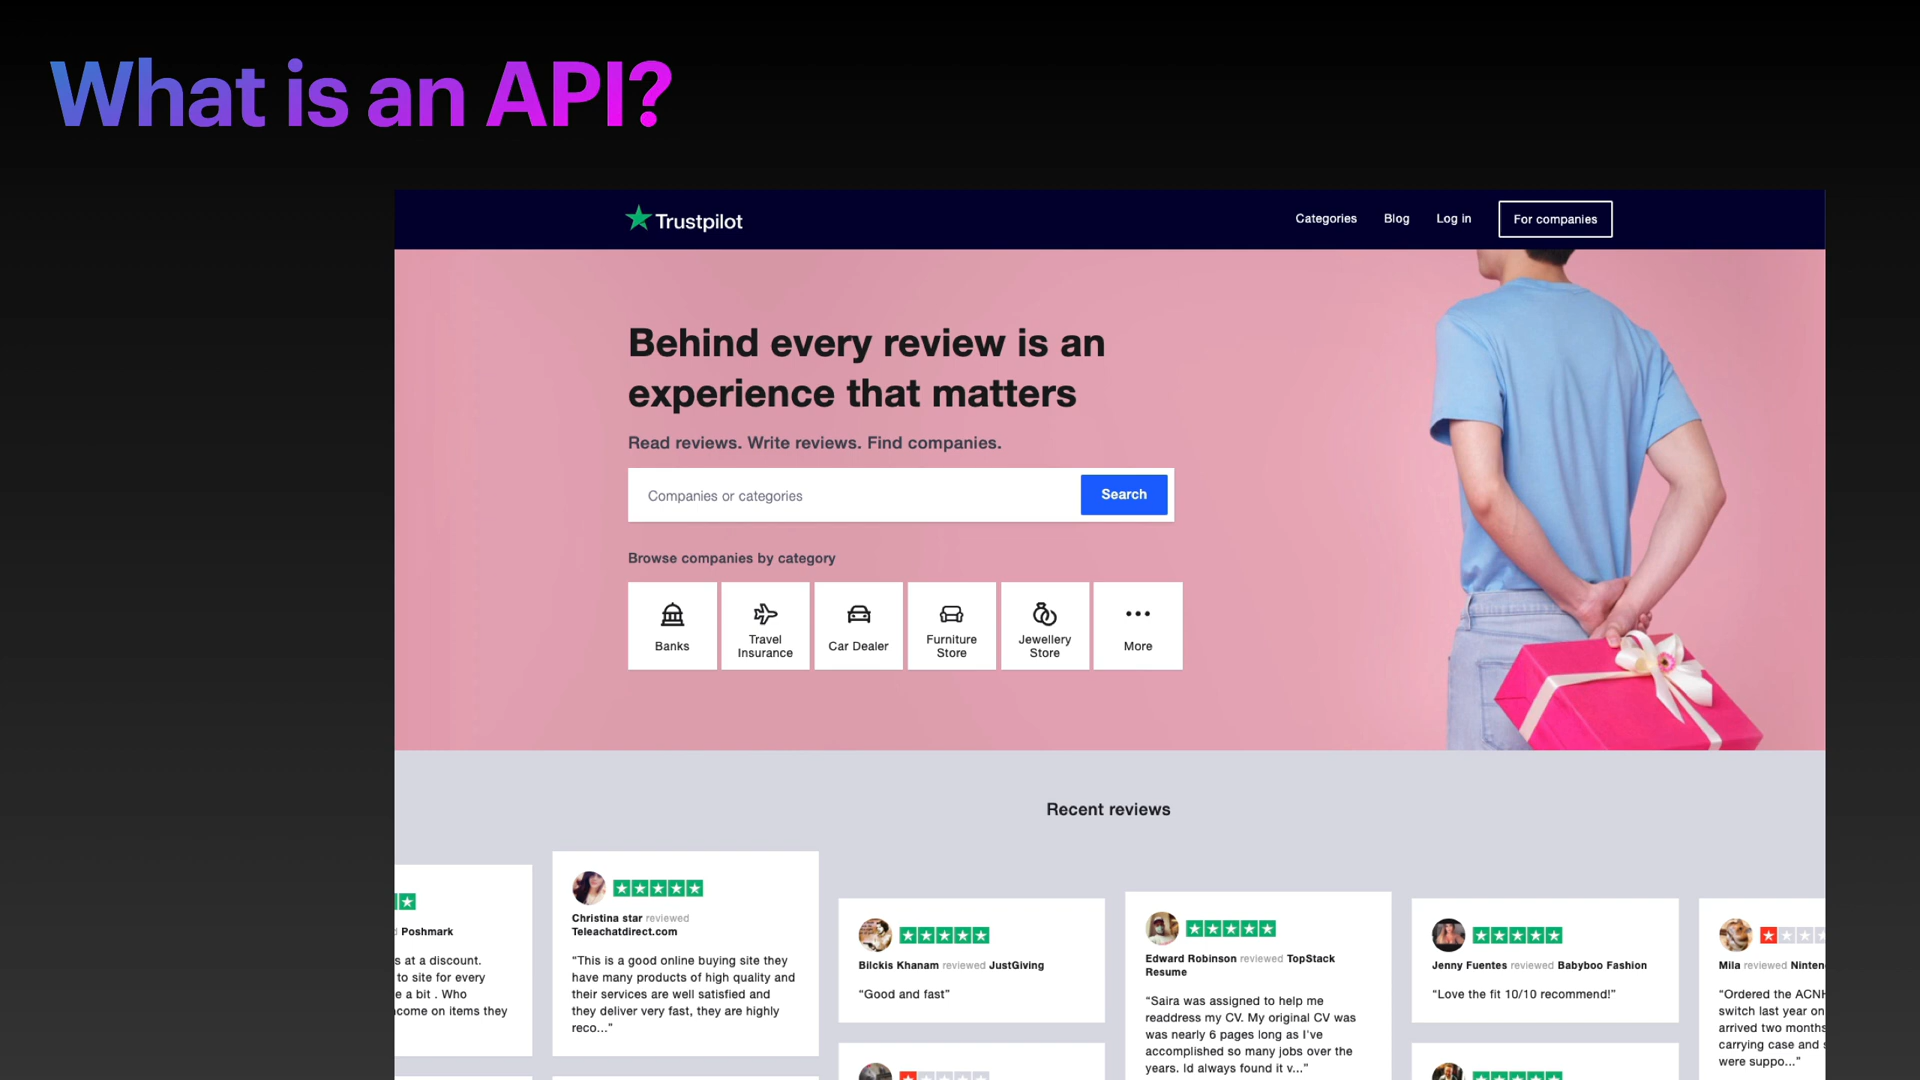 What is an API?
Trustpilot
Categories
Blog
Log in
For companies
Behind every review is an
experience that matters
Read reviews. Write reviews. Find companies.
Companies or categories
Search
Browse companies by category
Banks
Travel
Insurance
Car Dealer
Furniture
Store
Jewellery
Store
More
Recent reviews
Poshmark
s at a discount.
to site for every
e a bit . Who
come on items they
Christina star reviewed
Teleachatdirect.com
“This is a good online buying site they
have many products of high quality and
their services are well satisfied and
they deliver very fast, they are highly
reco...”
Bilckis Khanam reviewed JustGiving
“Good and fast”
Edward Robinson reviewed TopStack
Resume
“Saira was assigned to help me
readdress my CV. My original CV was
was nearly 6 pages long as I've
accomplished so many jobs over the
years. Id always found it v...”
Jenny Fuentes reviewed Babyboo Fashion
“Love the fit 10/10 recommend!”
Mila reviewed Ninten
“Ordered the ACNH
switch last year on
arrived two months
carrying case and s
were suppo...”